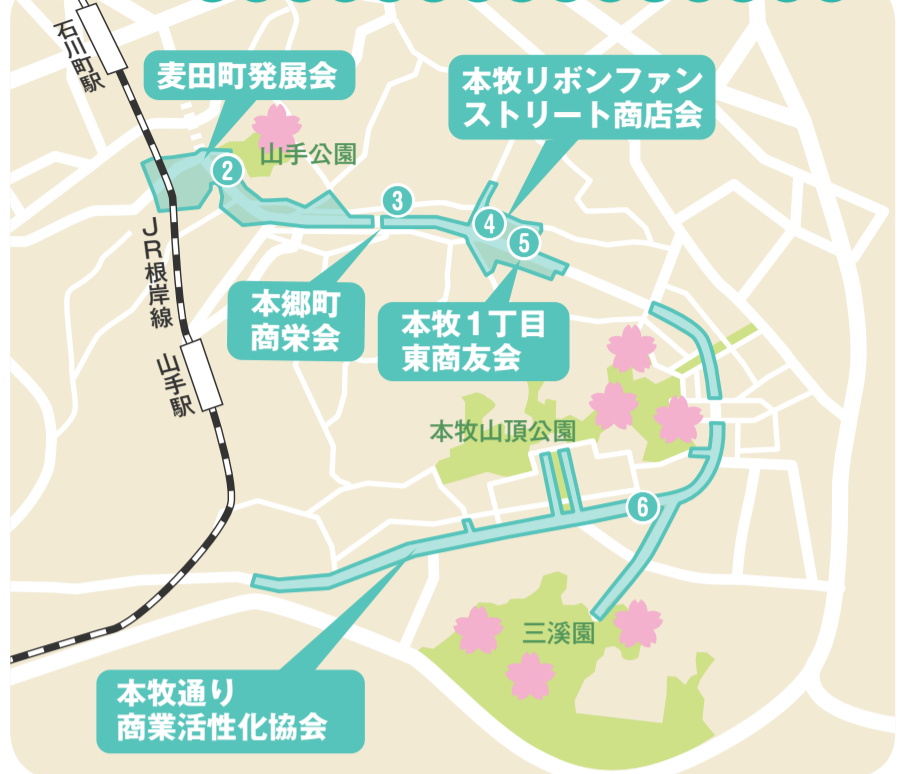 石川町駅
麦田町発展会
本牧リボンファン
ストリート商店会
山手公園
2
3
4
5
JR根岸線
本郷町
商栄会
本牧1丁目
東商友会
山手駅
本牧山頂公園
6
三溪園
本牧通り
商業活性化協会